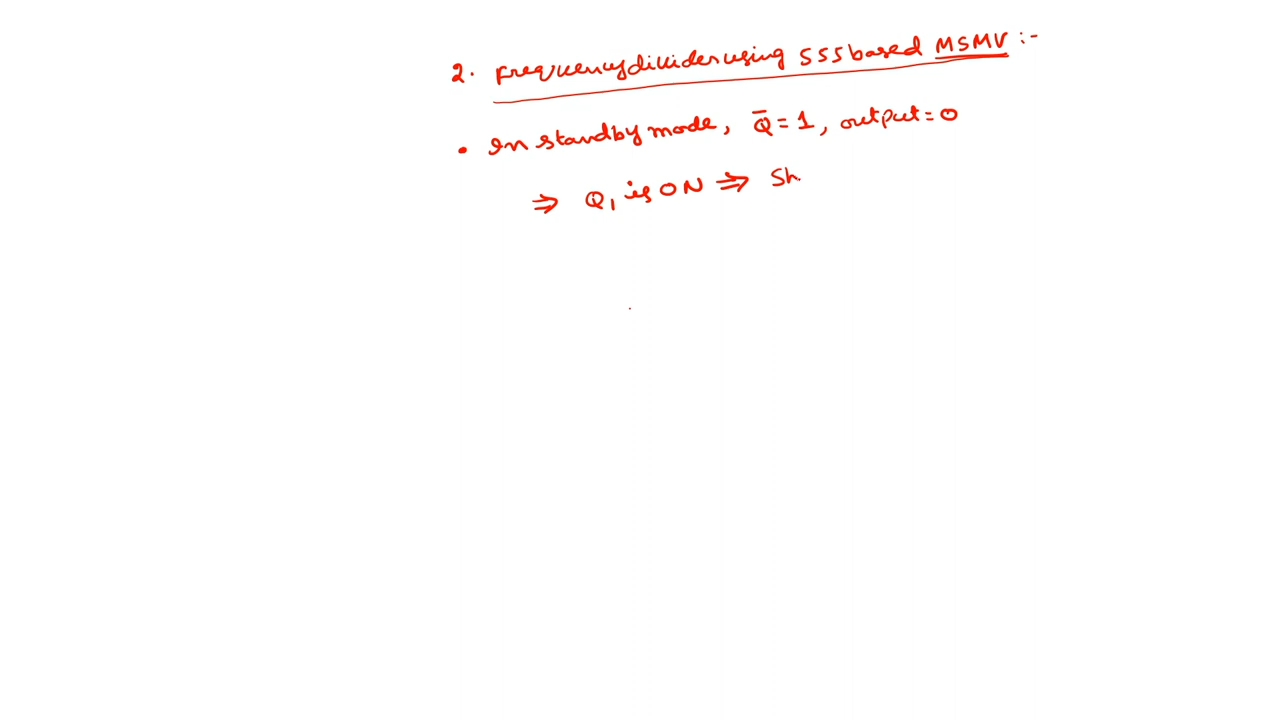 2. Frequency divider using 555 based MSMV :-
• In standby mode, Q̅ = 1, output = 0
⇒ Q₁ is ON ⇒ Sh